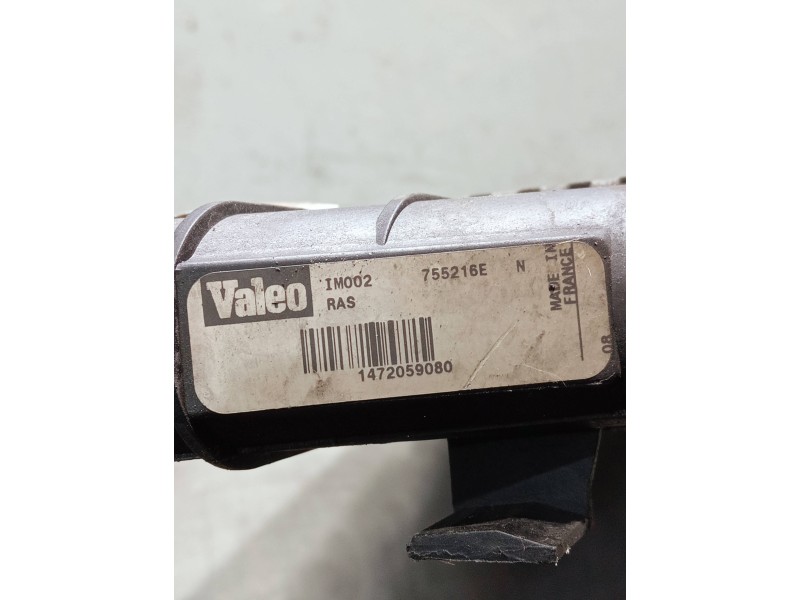 Valeo
IM002 755216E N
RAS
1472059080
MADE IN
FRANCE
08